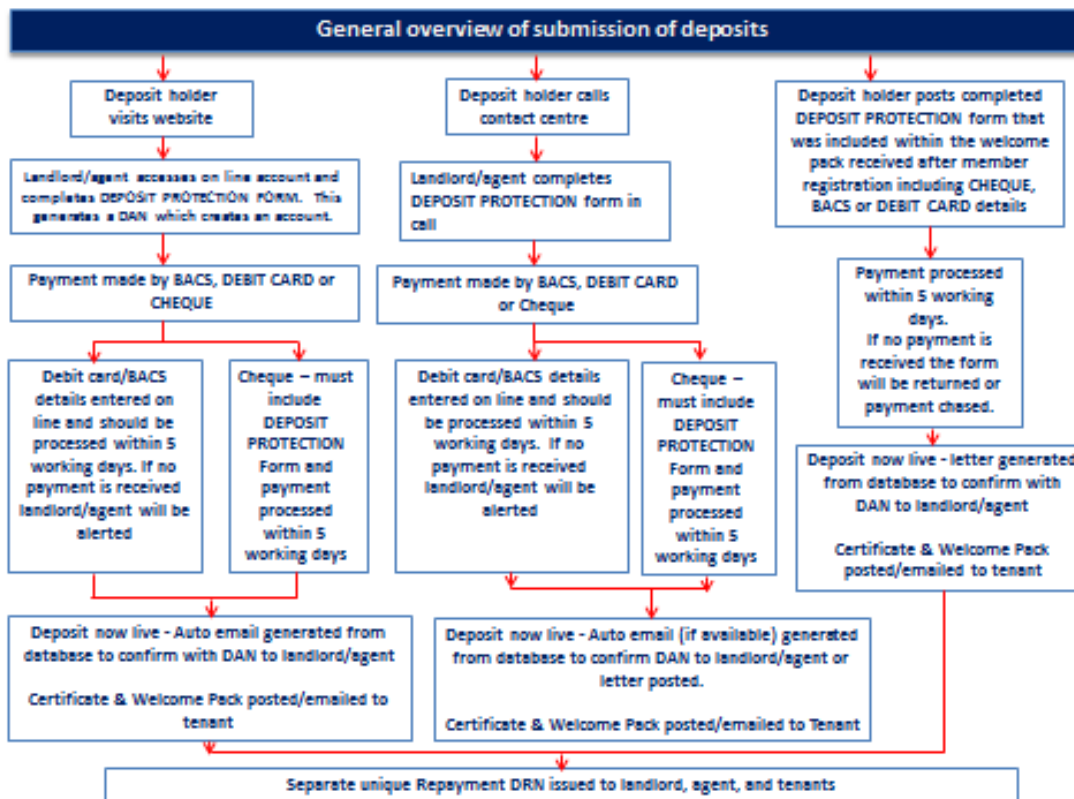 General overview of submission of deposits
Deposit holder
visits website
Landlord/agent accesses on line account and
completes DEPOSIT PROTECTION FORM. This
generates a DAN which creates an account.
Payment made by BACS, DEBIT CARD or
CHEQUE
Debit card/BACS
details entered on
line and should be
processed within 5
working days. If no
payment is received
landlord/agent will be
alerted
Cheque – must
include
DEPOSIT
PROTECTION
Form and
payment
processed
within 5
working days
Deposit now live - Auto email generated from
database to confirm with DAN to landlord/agent
Certificate & Welcome Pack posted/emailed to
tenant
Deposit holder calls
contact centre
Landlord/agent completes
DEPOSIT PROTECTION form in
call
Payment made by BACS, DEBIT CARD
or Cheque
Debit card/BACS details
entered on line and should
be processed within 5
working days. If no
payment is received
landlord/agent will be
alerted
Cheque –
must include
DEPOSIT
PROTECTION
Form and
payment
processed
within 5
working days
Deposit now live - Auto email (if available) generated
from database to confirm DAN to landlord/agent or
letter posted.
Certificate & Welcome Pack posted/emailed to Tenant
Deposit holder posts completed
DEPOSIT PROTECTION form that
was included within the welcome
pack received after member
registration including CHEQUE,
BACS or DEBIT CARD details
Payment processed
within 5 working
days.
If no payment is
received the form
will be returned or
payment chased.
Deposit now live - letter generated
from database to confirm with
DAN to landlord/agent
Certificate & Welcome Pack
posted/emailed to tenant
Separate unique Repayment DRN issued to landlord, agent, and tenants